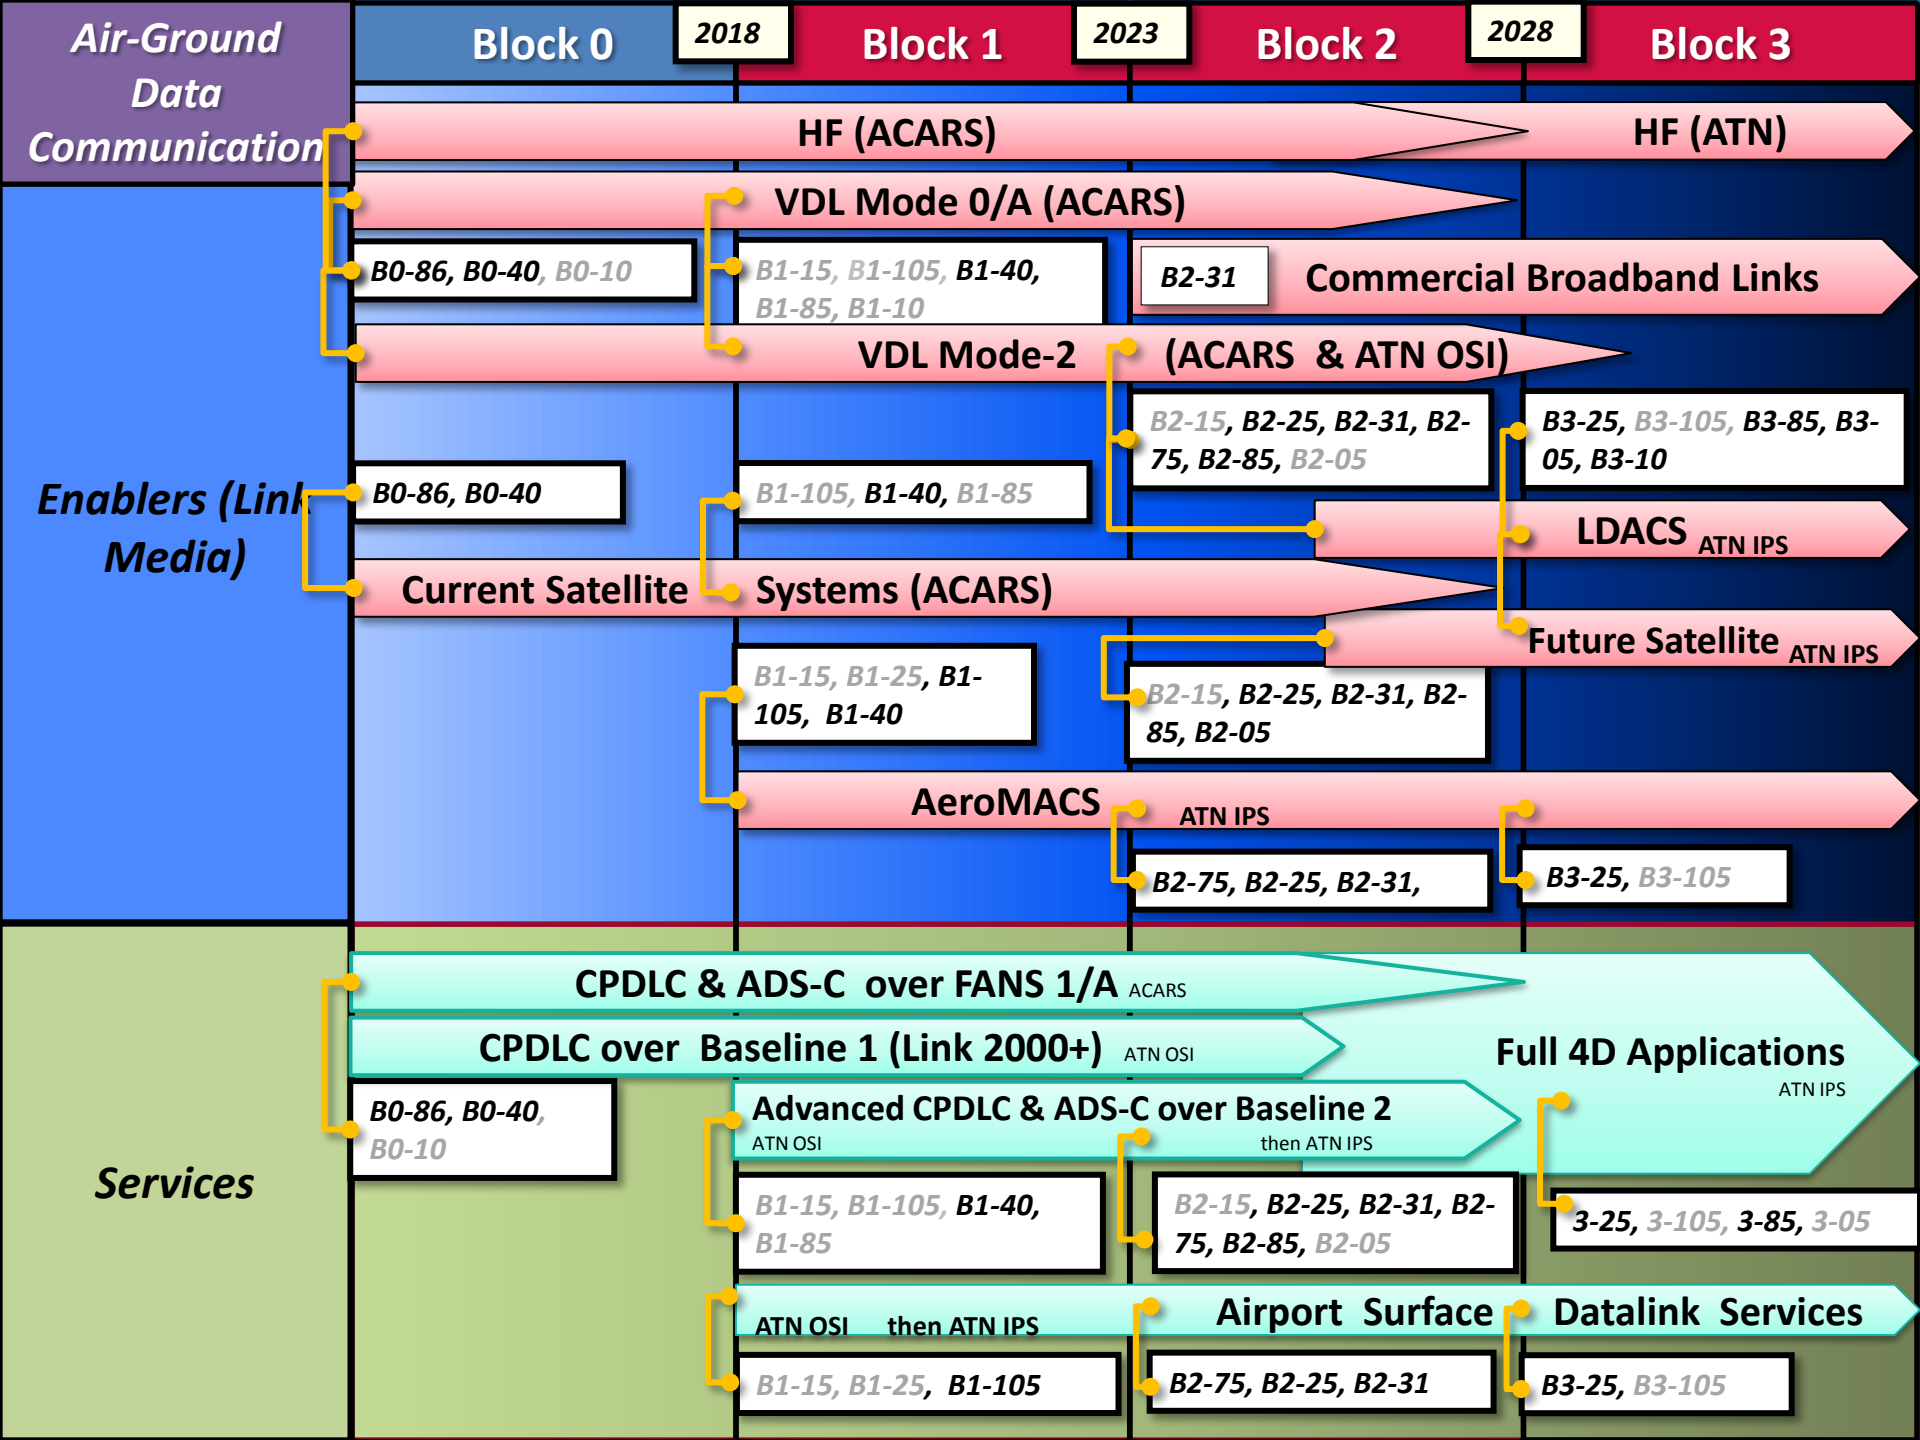 Air-Ground
Data
Communication
Block 0
2018
Block 1
2023
Block 2
2028
Block 3
HF (ACARS)
HF (ATN)
VDL Mode 0/A (ACARS)
B0-86, B0-40, B0-10
B1-15, B1-105, B1-40,
B1-85, B1-10
B2-31
Commercial Broadband Links
VDL Mode-2
(ACARS & ATN OSI)
B2-15, B2-25, B2-31, B2-
75, B2-85, B2-05
B3-25, B3-105, B3-85, B3-
05, B3-10
Enablers (Link
Media)
B0-86, B0-40
B1-105, B1-40, B1-85
LDACS ATN IPS
Current Satellite
Systems (ACARS)
Future Satellite ATN IPS
B1-15, B1-25, B1-
105, B1-40
B2-15, B2-25, B2-31, B2-
85, B2-05
AeroMACS
ATN IPS
B2-75, B2-25, B2-31,
B3-25, B3-105
Services
CPDLC & ADS-C over FANS 1/A ACARS
CPDLC over Baseline 1 (Link 2000+) ATN OSI
Full 4D Applications
ATN IPS
B0-86, B0-40,
B0-10
Advanced CPDLC & ADS-C over Baseline 2
ATN OSI
then ATN IPS
B1-15, B1-105, B1-40,
B1-85
B2-15, B2-25, B2-31, B2-
75, B2-85, B2-05
3-25, 3-105, 3-85, 3-05
ATN OSI then ATN IPS
Airport Surface
Datalink Services
B1-15, B1-25, B1-105
B2-75, B2-25, B2-31
B3-25, B3-105